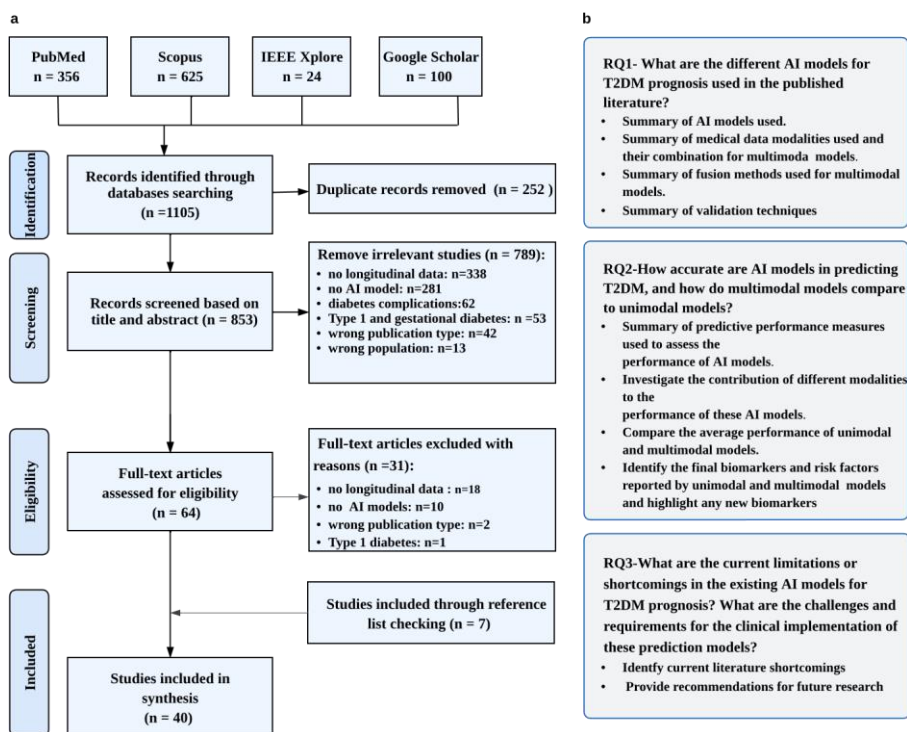 a
PubMed
n = 356
Scopus
n = 625
IEEE Xplore
n = 24
Google Scholar
n = 100
Identification
Records identified through
databases searching
(n =1105)
Duplicate records removed (n = 252 )
Screening
Records screened based on
title and abstract (n = 853)
Remove irrelevant studies (n = 789):
• no longitudinal data: n=338
• no AI model: n=281
• diabetes complications:62
• Type 1 and gestational diabetes: n =53
• wrong publication type: n=42
• wrong population: n=13
Eligibility
Full-text articles
assessed for eligibility
(n = 64)
Full-text articles excluded with
reasons (n =31):
• no longitudinal data : n=18
• no AI models: n=10
• wrong publication type: n=2
• Type 1 diabetes: n=1
Included
Studies included through reference
list checking (n = 7)
Studies included in
synthesis
(n = 40)
b
RQ1- What are the different AI models for
T2DM prognosis used in the published
literature?
• Summary of AI models used.
• Summary of medical data modalities used and
their combination for multimoda models.
• Summary of fusion methods used for multimodal
models.
• Summary of validation techniques
RQ2-How accurate are AI models in predicting
T2DM, and how do multimodal models compare
to unimodal models?
• Summary of predictive performance measures
used to assess the
performance of AI models.
• Investigate the contribution of different modalities
to the
performance of these AI models.
• Compare the average performance of unimodal
and multimodal models.
• Identify the final biomarkers and risk factors
reported by unimodal and multimodal models
and highlight any new biomarkers
RQ3-What are the current limitations or
shortcomings in the existing AI models for
T2DM prognosis? What are the challenges and
requirements for the clinical implementation of
these prediction models?
• Identfy current literature shortcomings
• Provide recommendations for future research